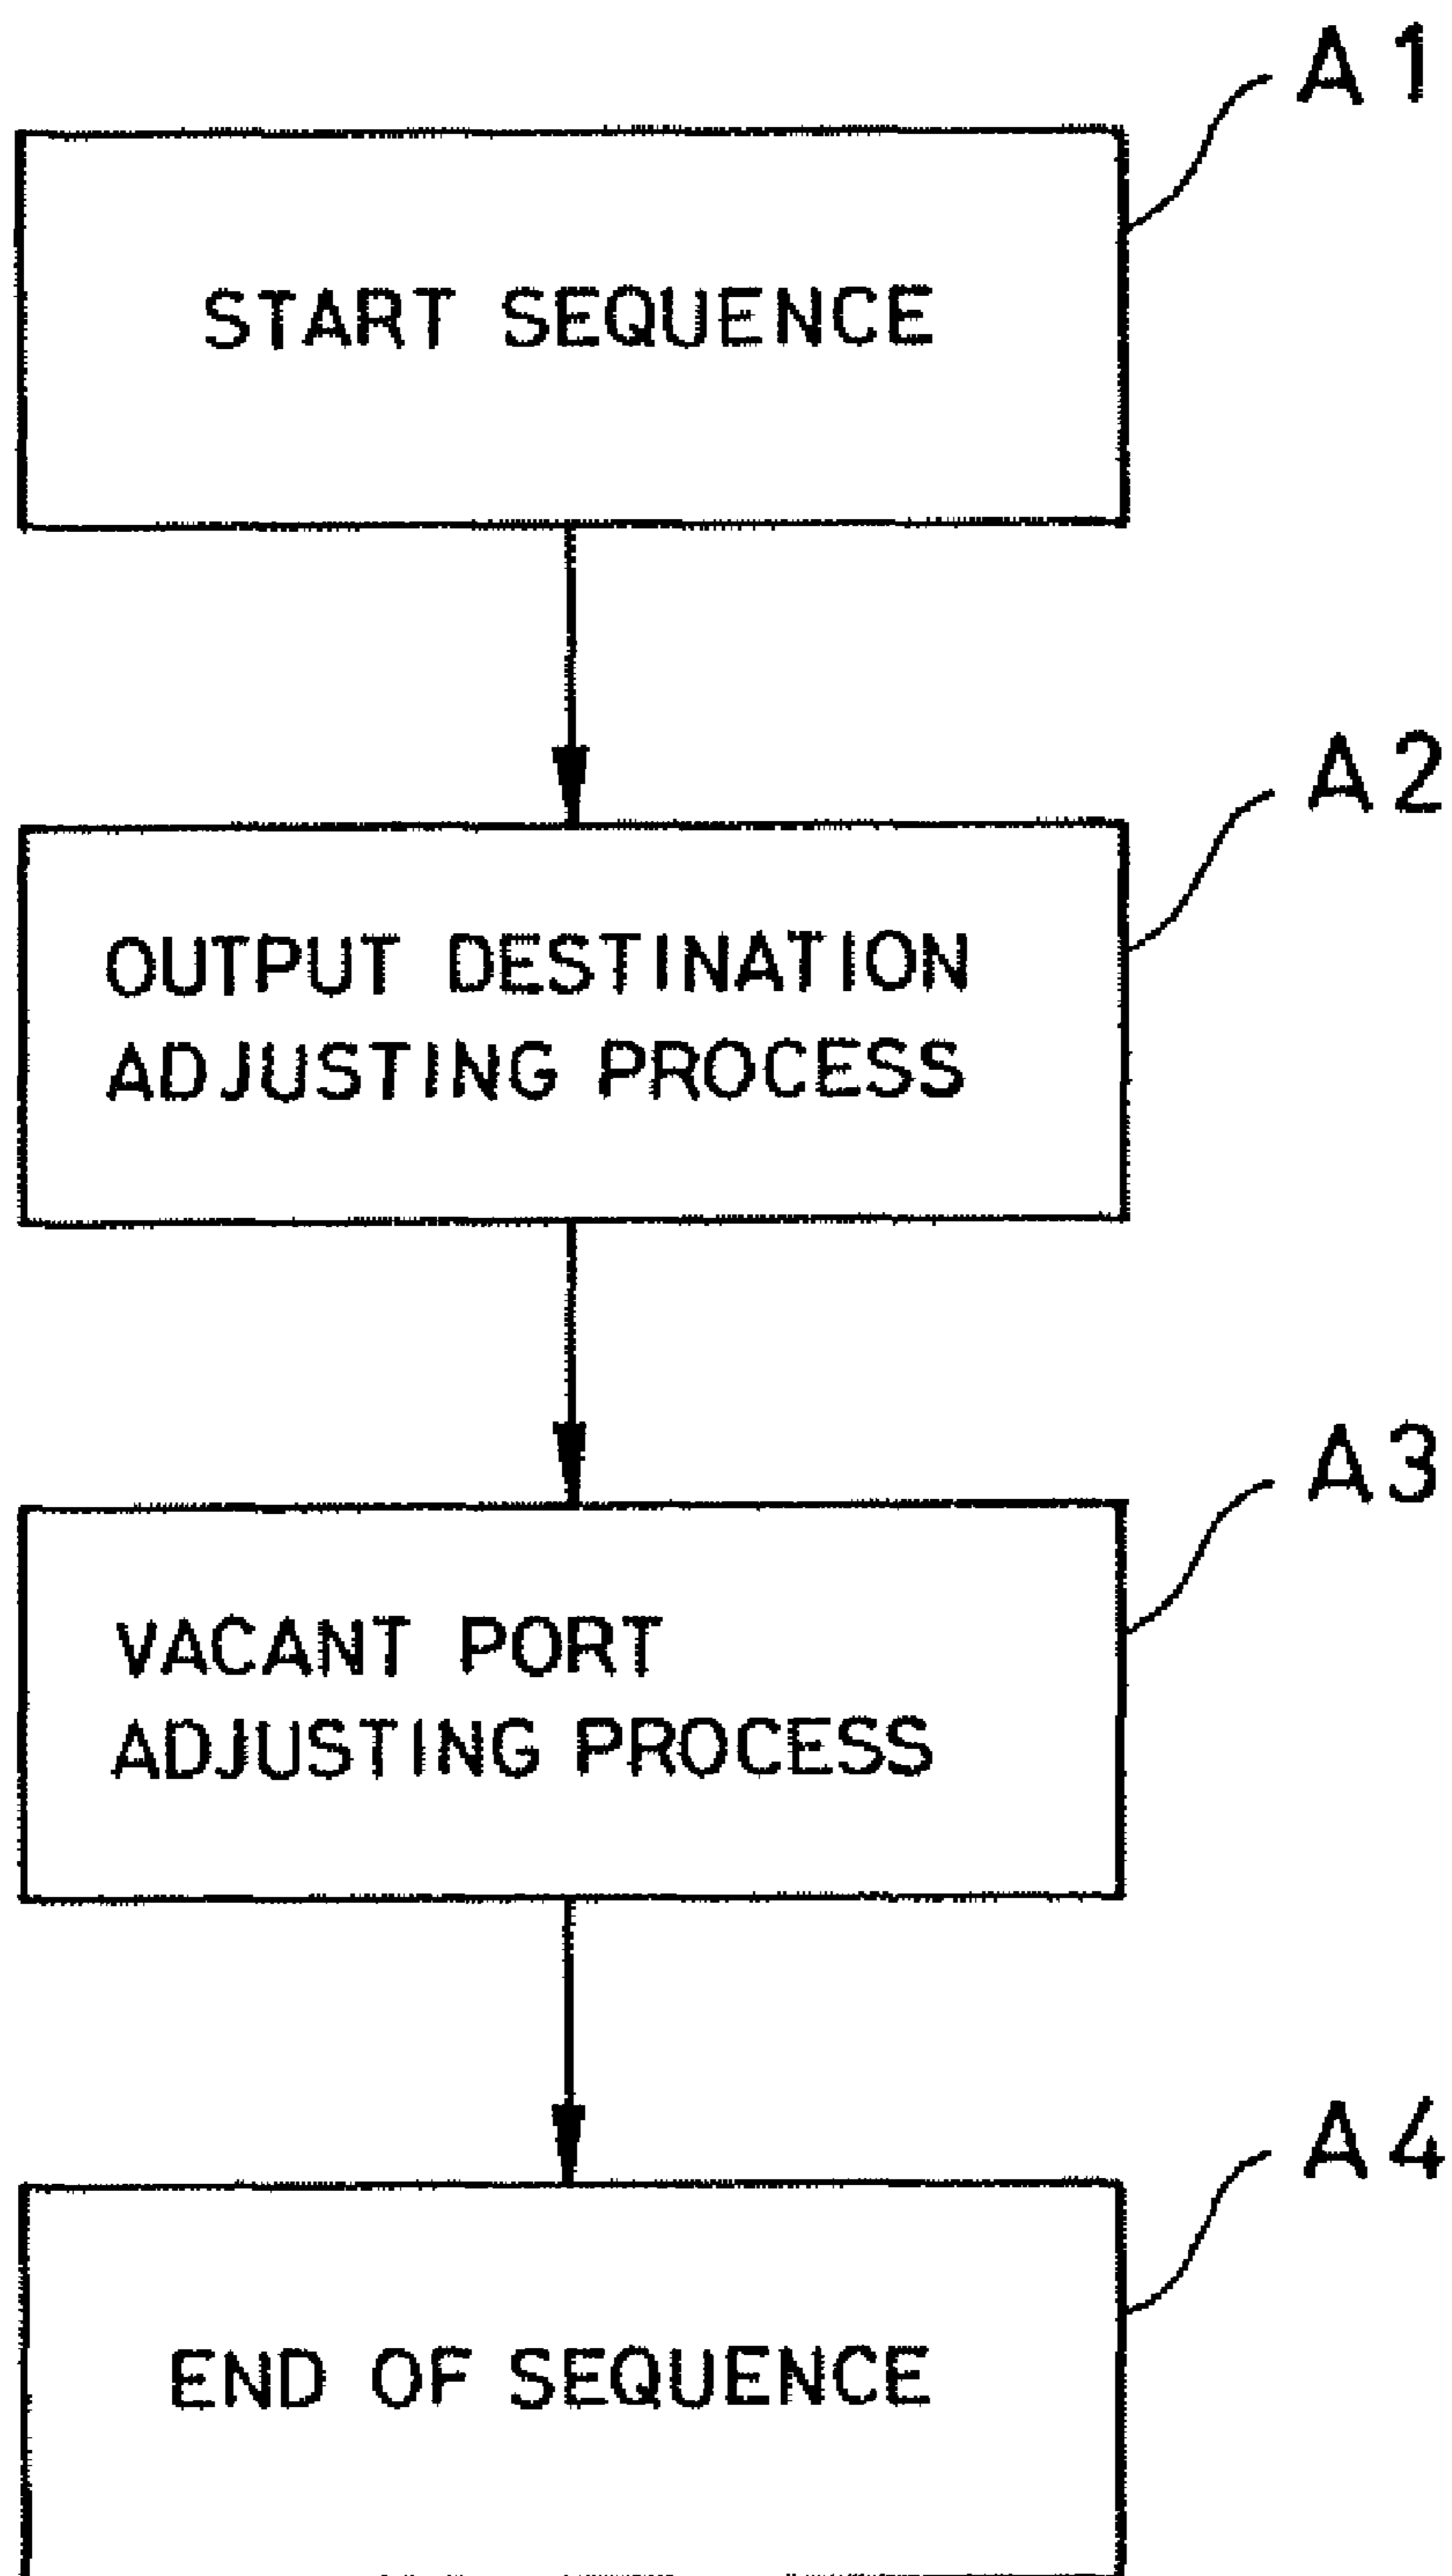 A1
START SEQUENCE
A2
OUTPUT DESTINATION
ADJUSTING PROCESS
A3
VACANT PORT
ADJUSTING PROCESS
A4
END OF SEQUENCE